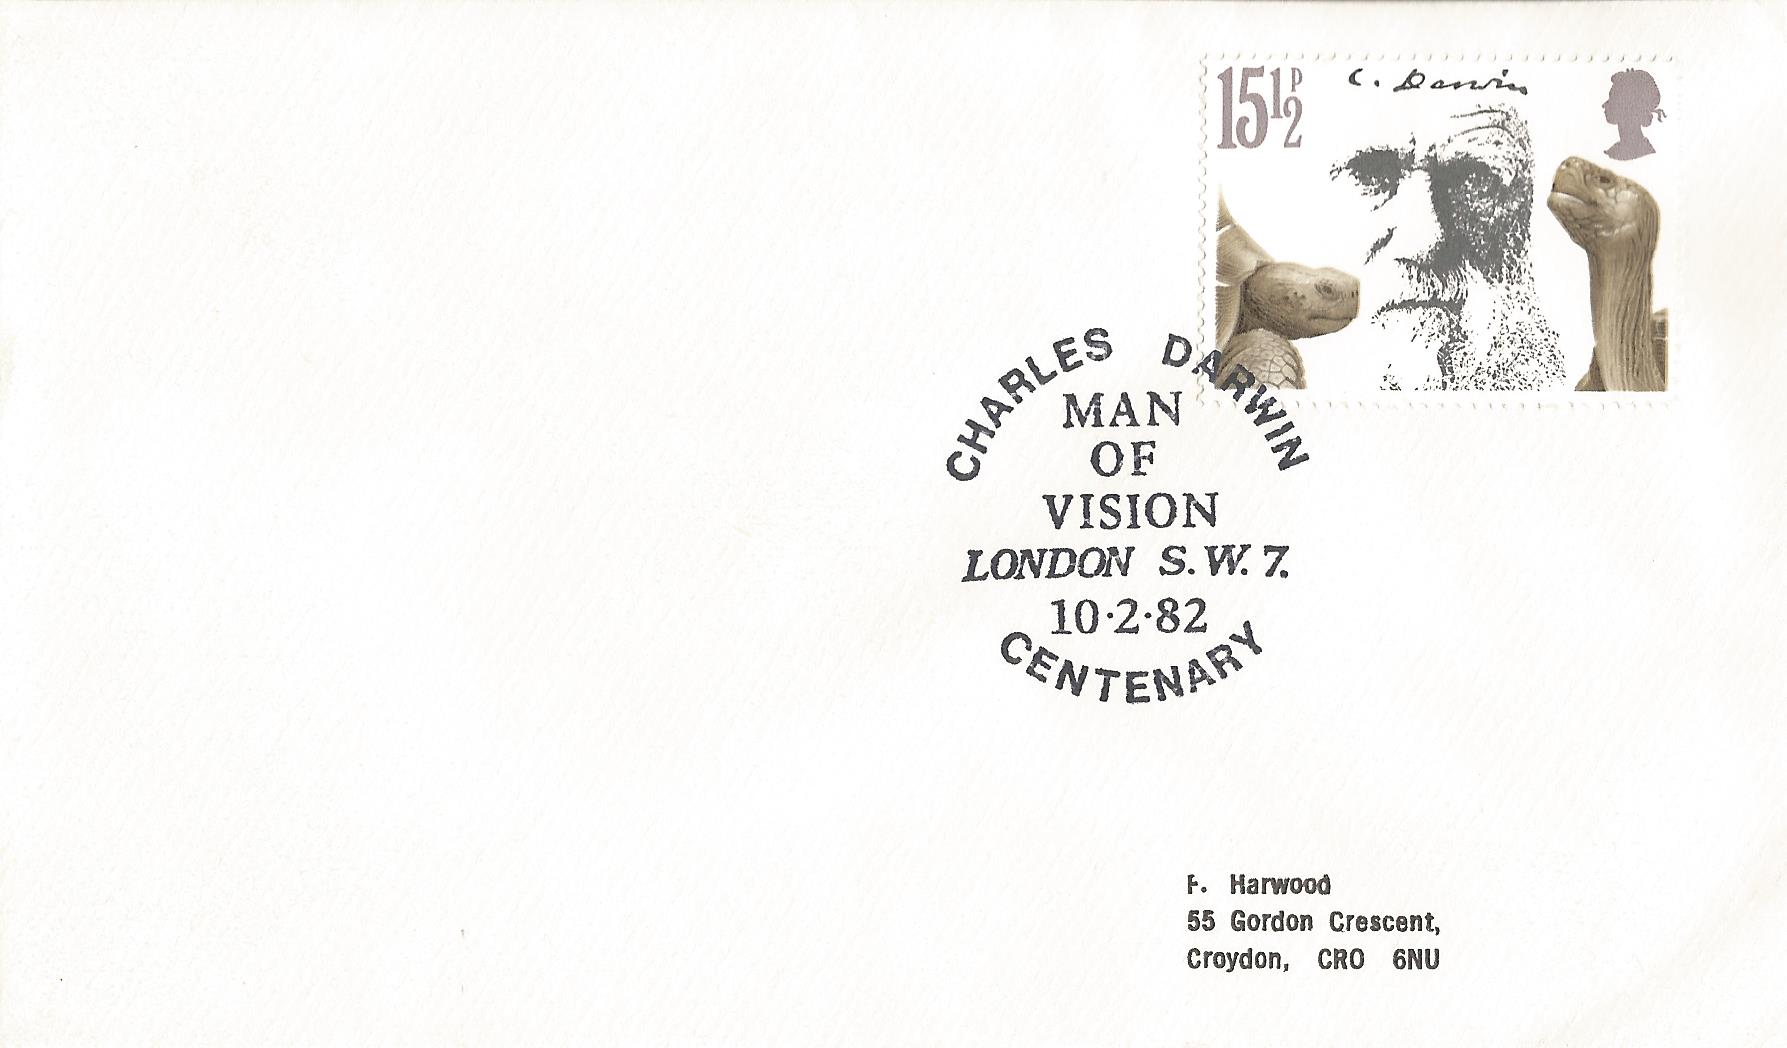 15½P
C. Darwin
CHARLES DARWIN
MAN
OF
VISION
LONDON S.W.7.
10·2·82
CENTENARY
F. Harwood
55 Gordon Crescent,
Croydon, CRO 6NU